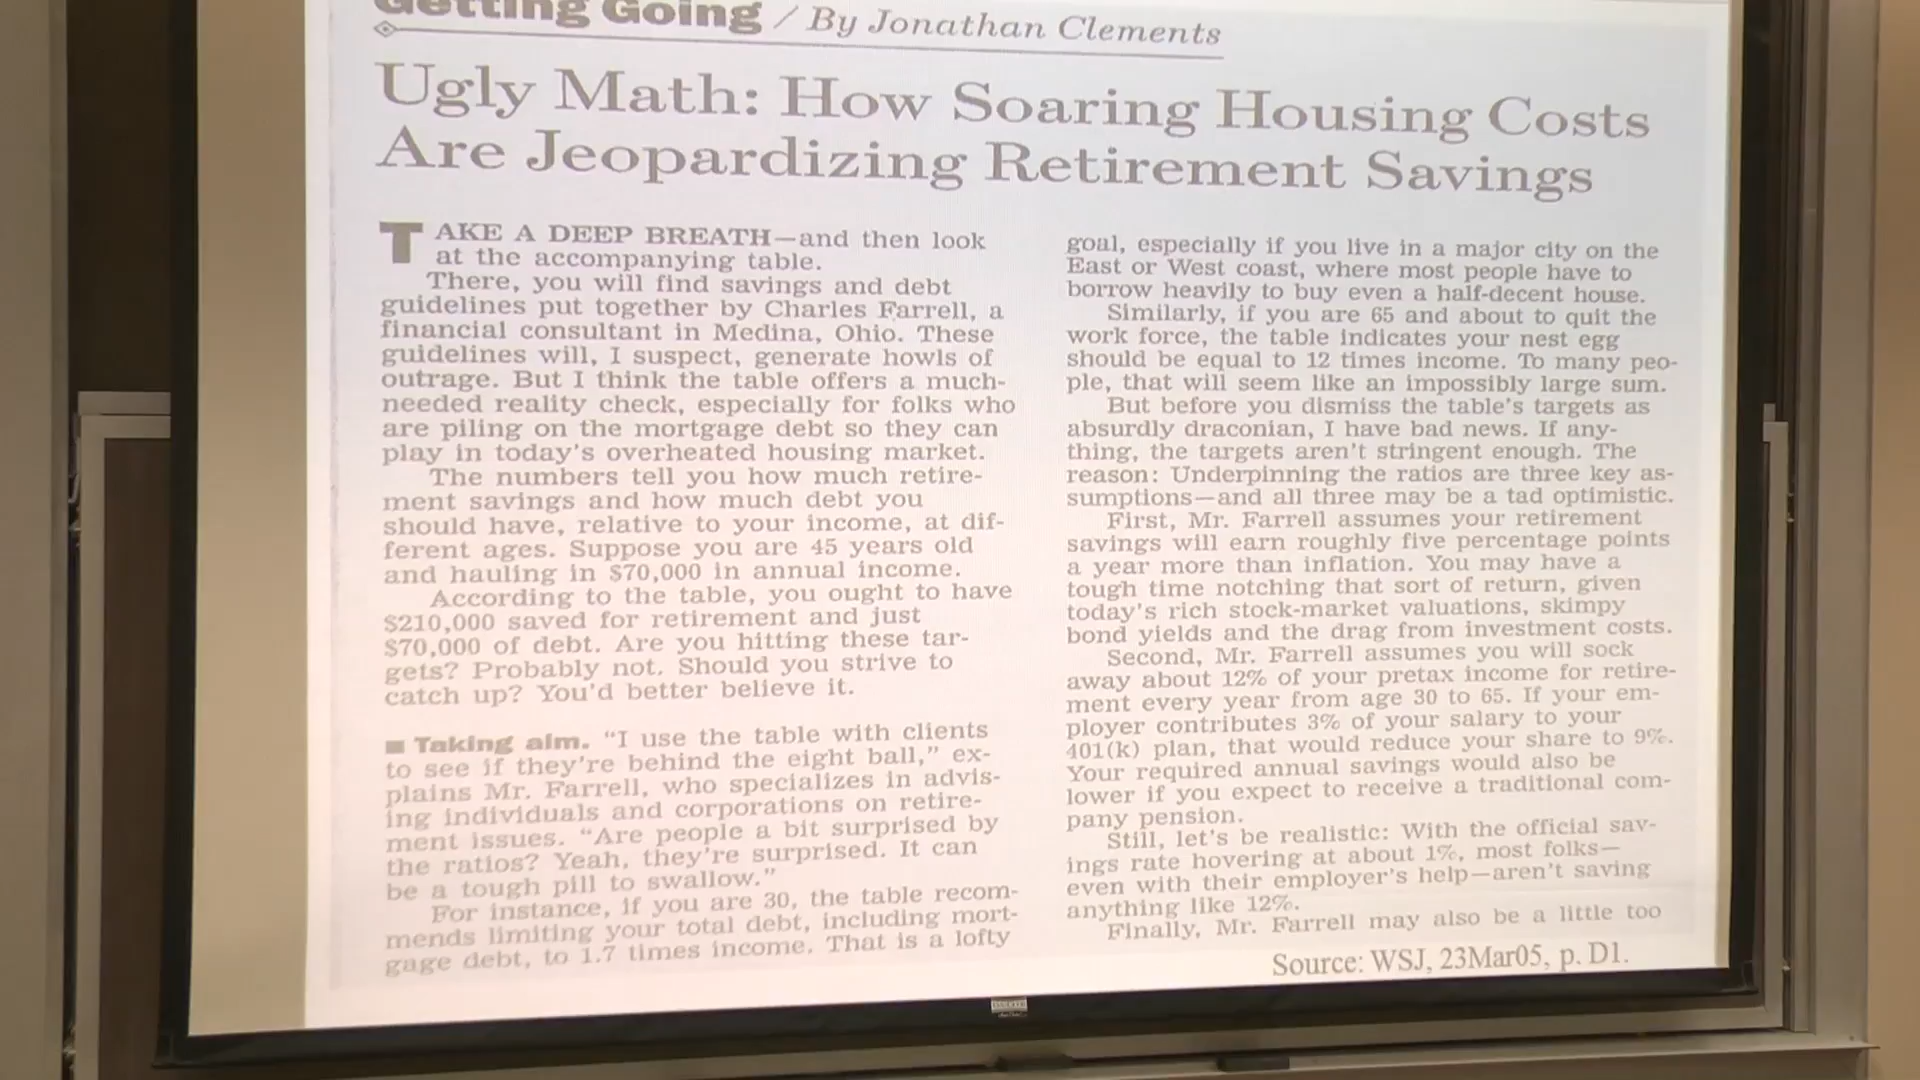 Getting Going / By Jonathan Clements
Ugly Math: How Soaring Housing Costs
Are Jeopardizing Retirement Savings
TAKE A DEEP BREATH—and then look
at the accompanying table.
There, you will find savings and debt
guidelines put together by Charles Farrell, a
financial consultant in Medina, Ohio. These
guidelines will, I suspect, generate howls of
outrage. But I think the table offers a much-
needed reality check, especially for folks who
are piling on the mortgage debt so they can
play in today's overheated housing market.
The numbers tell you how much retire-
ment savings and how much debt you
should have, relative to your income, at dif-
ferent ages. Suppose you are 45 years old
and hauling in $70,000 in annual income.
According to the table, you ought to have
$210,000 saved for retirement and just
$70,000 of debt. Are you hitting these tar-
gets? Probably not. Should you strive to
catch up? You'd better believe it.
■ Taking aim. "I use the table with clients
to see if they're behind the eight ball," ex-
plains Mr. Farrell, who specializes in advis-
ing individuals and corporations on retire-
ment issues. "Are people a bit surprised by
the ratios? Yeah, they're surprised. It can
be a tough pill to swallow."
For instance, if you are 30, the table recom-
mends limiting your total debt, including mort-
gage debt, to 1.7 times income. That is a lofty
goal, especially if you live in a major city on the
East or West coast, where most people have to
borrow heavily to buy even a half-decent house.
Similarly, if you are 65 and about to quit the
work force, the table indicates your nest egg
should be equal to 12 times income. To many peo-
ple, that will seem like an impossibly large sum.
But before you dismiss the table's targets as
absurdly draconian, I have bad news. If any-
thing, the targets aren't stringent enough. The
reason: Underpinning the ratios are three key as-
sumptions—and all three may be a tad optimistic.
First, Mr. Farrell assumes your retirement
savings will earn roughly five percentage points
a year more than inflation. You may have a
tough time notching that sort of return, given
today's rich stock-market valuations, skimpy
bond yields and the drag from investment costs.
Second, Mr. Farrell assumes you will sock
away about 12% of your pretax income for retire-
ment every year from age 30 to 65. If your em-
ployer contributes 3% of your salary to your
401(k) plan, that would reduce your share to 9%.
Your required annual savings would also be
lower if you expect to receive a traditional com-
pany pension.
Still, let's be realistic: With the official sav-
ings rate hovering at about 1%, most folks—
even with their employer's help—aren't saving
anything like 12%.
Finally, Mr. Farrell may also be a little too
Source: WSJ, 23Mar05, p. D1.